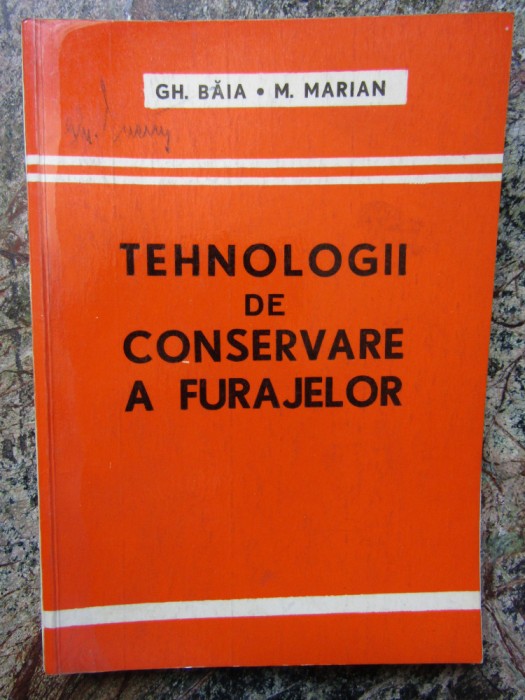 GH. BĂIA • M. MARIAN
TEHNOLOGII
DE
CONSERVARE
A FURAJELOR